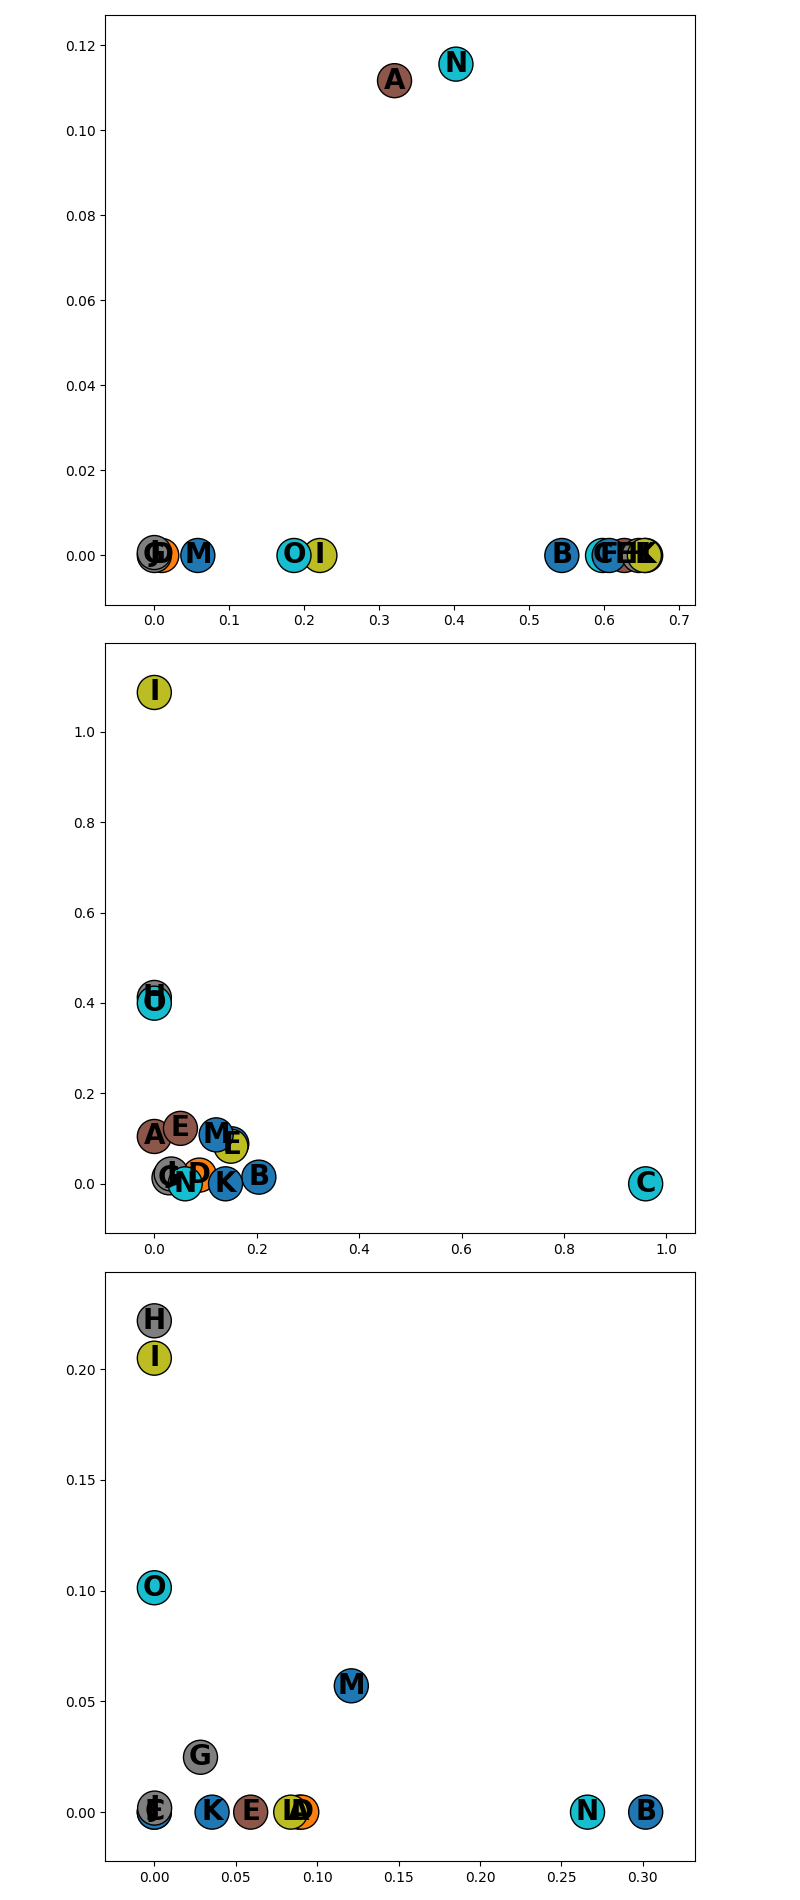 0.12
N
A
0.10
0.08
0.06
0.04
0.02
0.00 J D M O I B C F E H K
0.0 0.1 0.2 0.3 0.4 0.5 0.6 0.7
I
1.0
0.8
0.6
0.4 H O
0.2
A E M
D
0.0 N K B C
0.0 0.2 0.4 0.6 0.8 1.0
H
I
0.20
0.15
O
0.10
M
0.05
G
0.00 K E L D N B
0.00 0.05 0.10 0.15 0.20 0.25 0.30